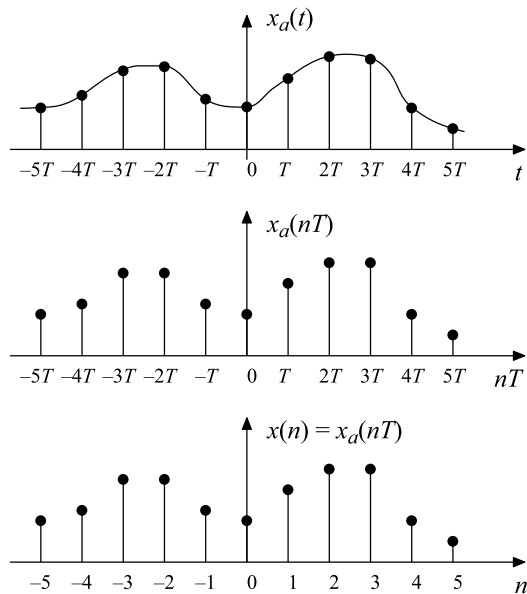 xₐ(t)
–5T –4T –3T –2T –T 0 T 2T 3T 4T 5T t
xₐ(nT)
–5T –4T –3T –2T –T 0 T 2T 3T 4T 5T nT
x(n) = xₐ(nT)
–5 –4 –3 –2 –1 0 1 2 3 4 5 n